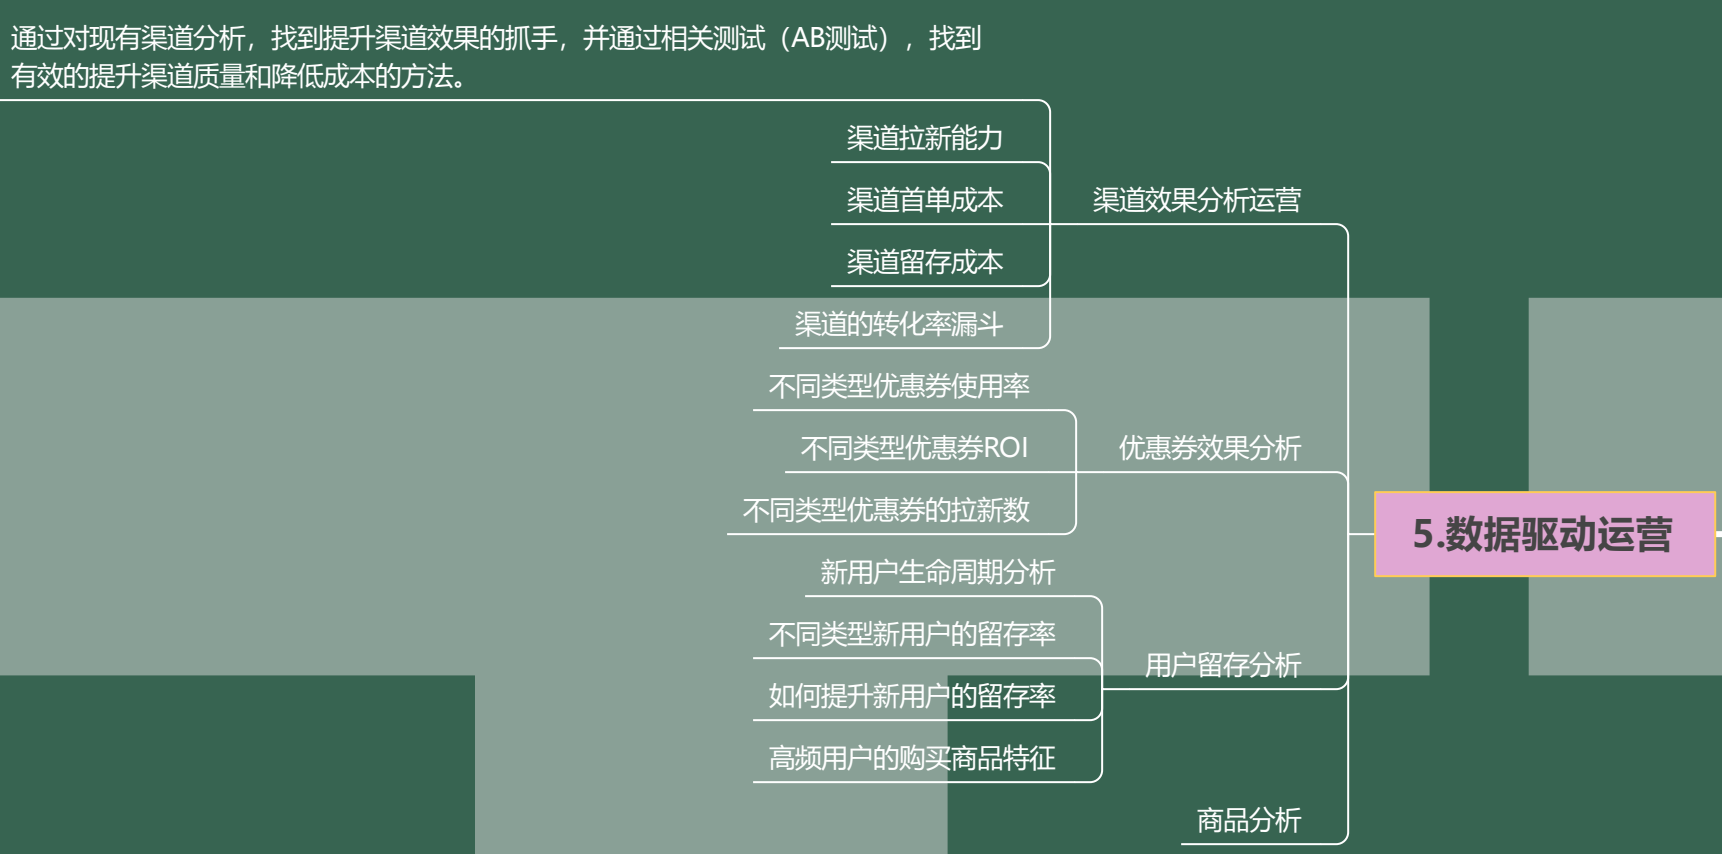 通过对现有渠道分析，找到提升渠道效果的抓手，并通过相关测试（AB测试），找到
有效的提升渠道质量和降低成本的方法。
渠道拉新能力
渠道首单成本
渠道效果分析运营
渠道留存成本
渠道的转化率漏斗
不同类型优惠券使用率
不同类型优惠券ROI
优惠券效果分析
不同类型优惠券的拉新数
5.数据驱动运营
新用户生命周期分析
不同类型新用户的留存率
用户留存分析
如何提升新用户的留存率
高频用户的购买商品特征
商品分析